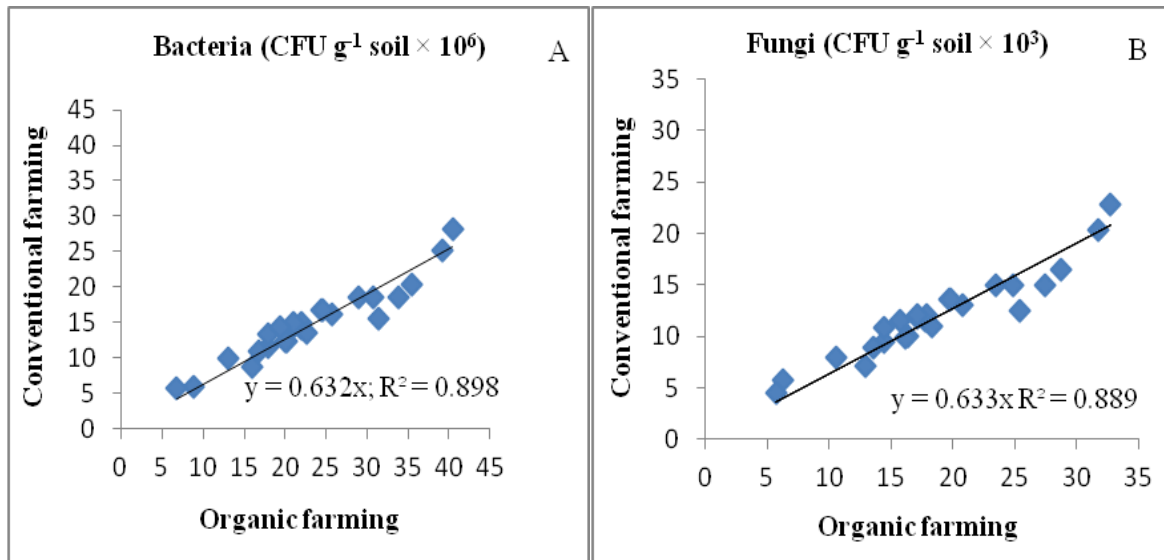 Bacteria (CFU g⁻¹ soil × 10⁶)
A
Conventional farming
45
40
35
30
25
20
15
10
5
0
y = 0.632x; R² = 0.898
0 5 10 15 20 25 30 35 40 45
Organic farming
Fungi (CFU g⁻¹ soil × 10³)
B
Conventional farming
35
30
25
20
15
10
5
0
y = 0.633x R² = 0.889
0 5 10 15 20 25 30 35
Organic farming